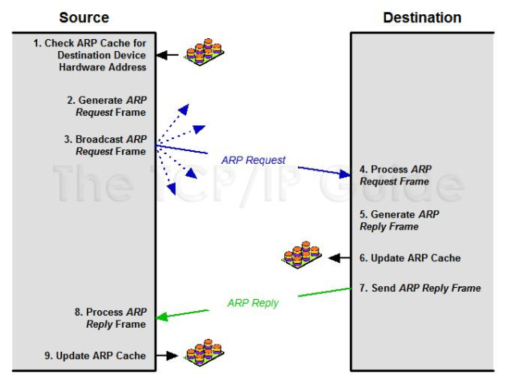 Source
Destination
1. Check ARP Cache for
Destination Device
Hardware Address
2. Generate ARP
Request Frame
3. Broadcast ARP
Request Frame
ARP Request
4. Process ARP
Request Frame
The TCP/IP Guide
5. Generate ARP
Reply Frame
6. Update ARP Cache
7. Send ARP Reply Frame
ARP Reply
8. Process ARP
Reply Frame
9. Update ARP Cache